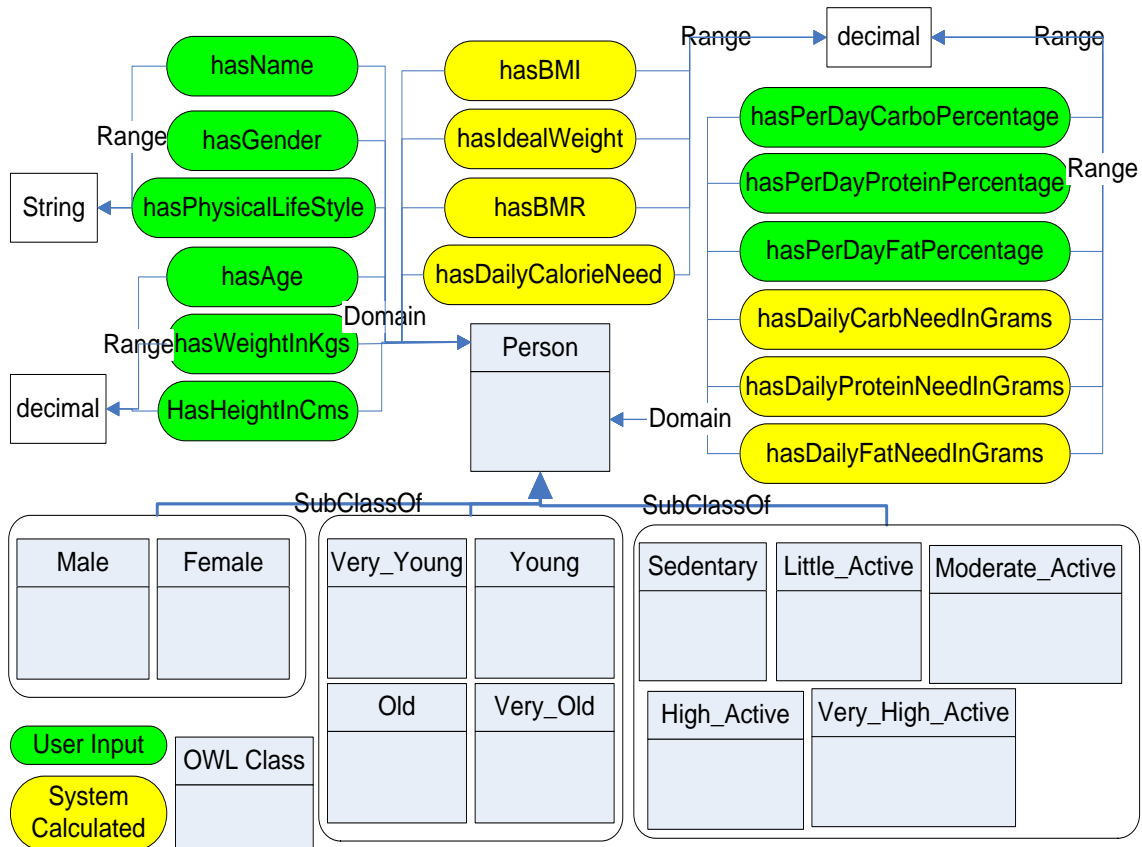 Range
decimal
Range
hasName
hasBMI
hasPerDayCarboPercentage
Range
hasGender
hasIdealWeight
hasPerDayProteinPercentage
Range
String
hasPhysicalLifeStyle
hasBMR
hasPerDayFatPercentage
hasAge
hasDailyCalorieNeed
Domain
hasDailyCarbNeedInGrams
Range
hasWeightInKgs
Person
hasDailyProteinNeedInGrams
decimal
HasHeightInCms
Domain
hasDailyFatNeedInGrams
SubClassOf
SubClassOf
Male
Female
Very_Young
Young
Sedentary
Little_Active
Moderate_Active
Old
Very_Old
High_Active
Very_High_Active
User Input
OWL Class
System
Calculated